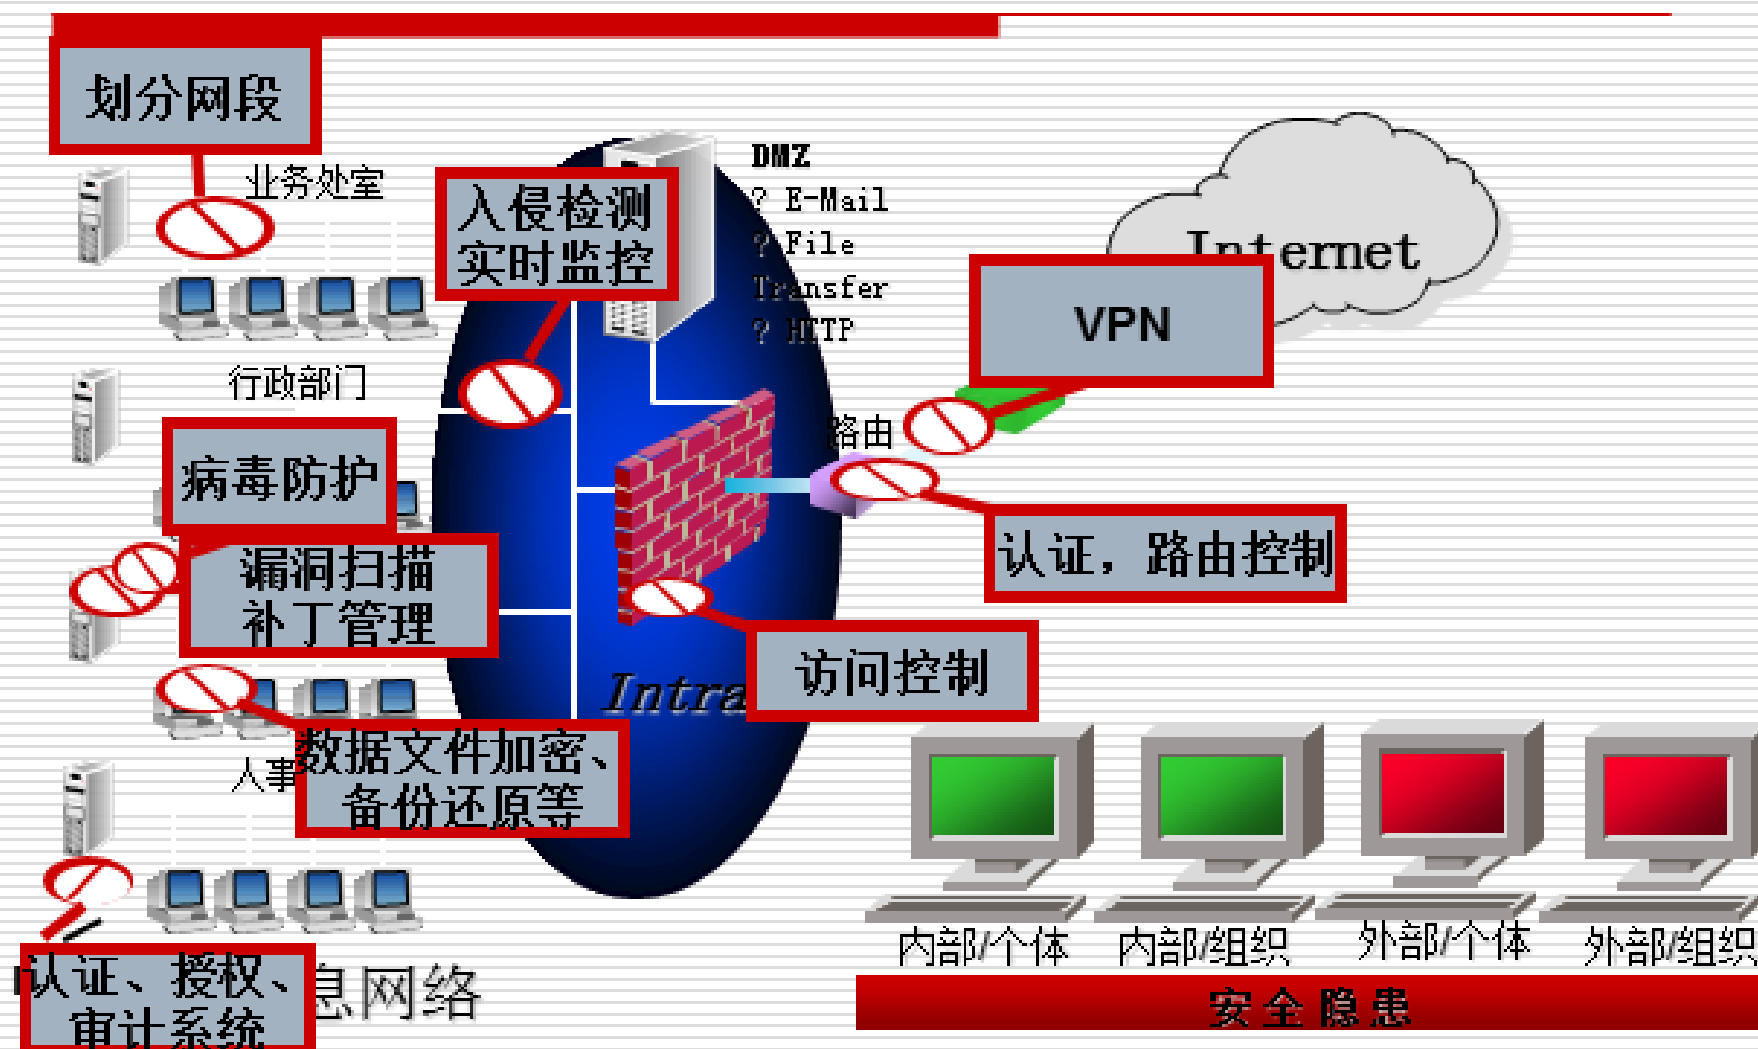 划分网段
业务处室
入侵检测
实时监控
DMZ
? E-Mail
? File
Transfer
? HTTP
Internet
VPN
行政部门
路由
病毒防护
漏洞扫描
补丁管理
认证，路由控制
访问控制
Intra
数据文件加密、
备份还原等
人事
内部/个体
内部/组织
外部/个体
外部/组织
安全隐患
认证、授权、
审计系统
息网络